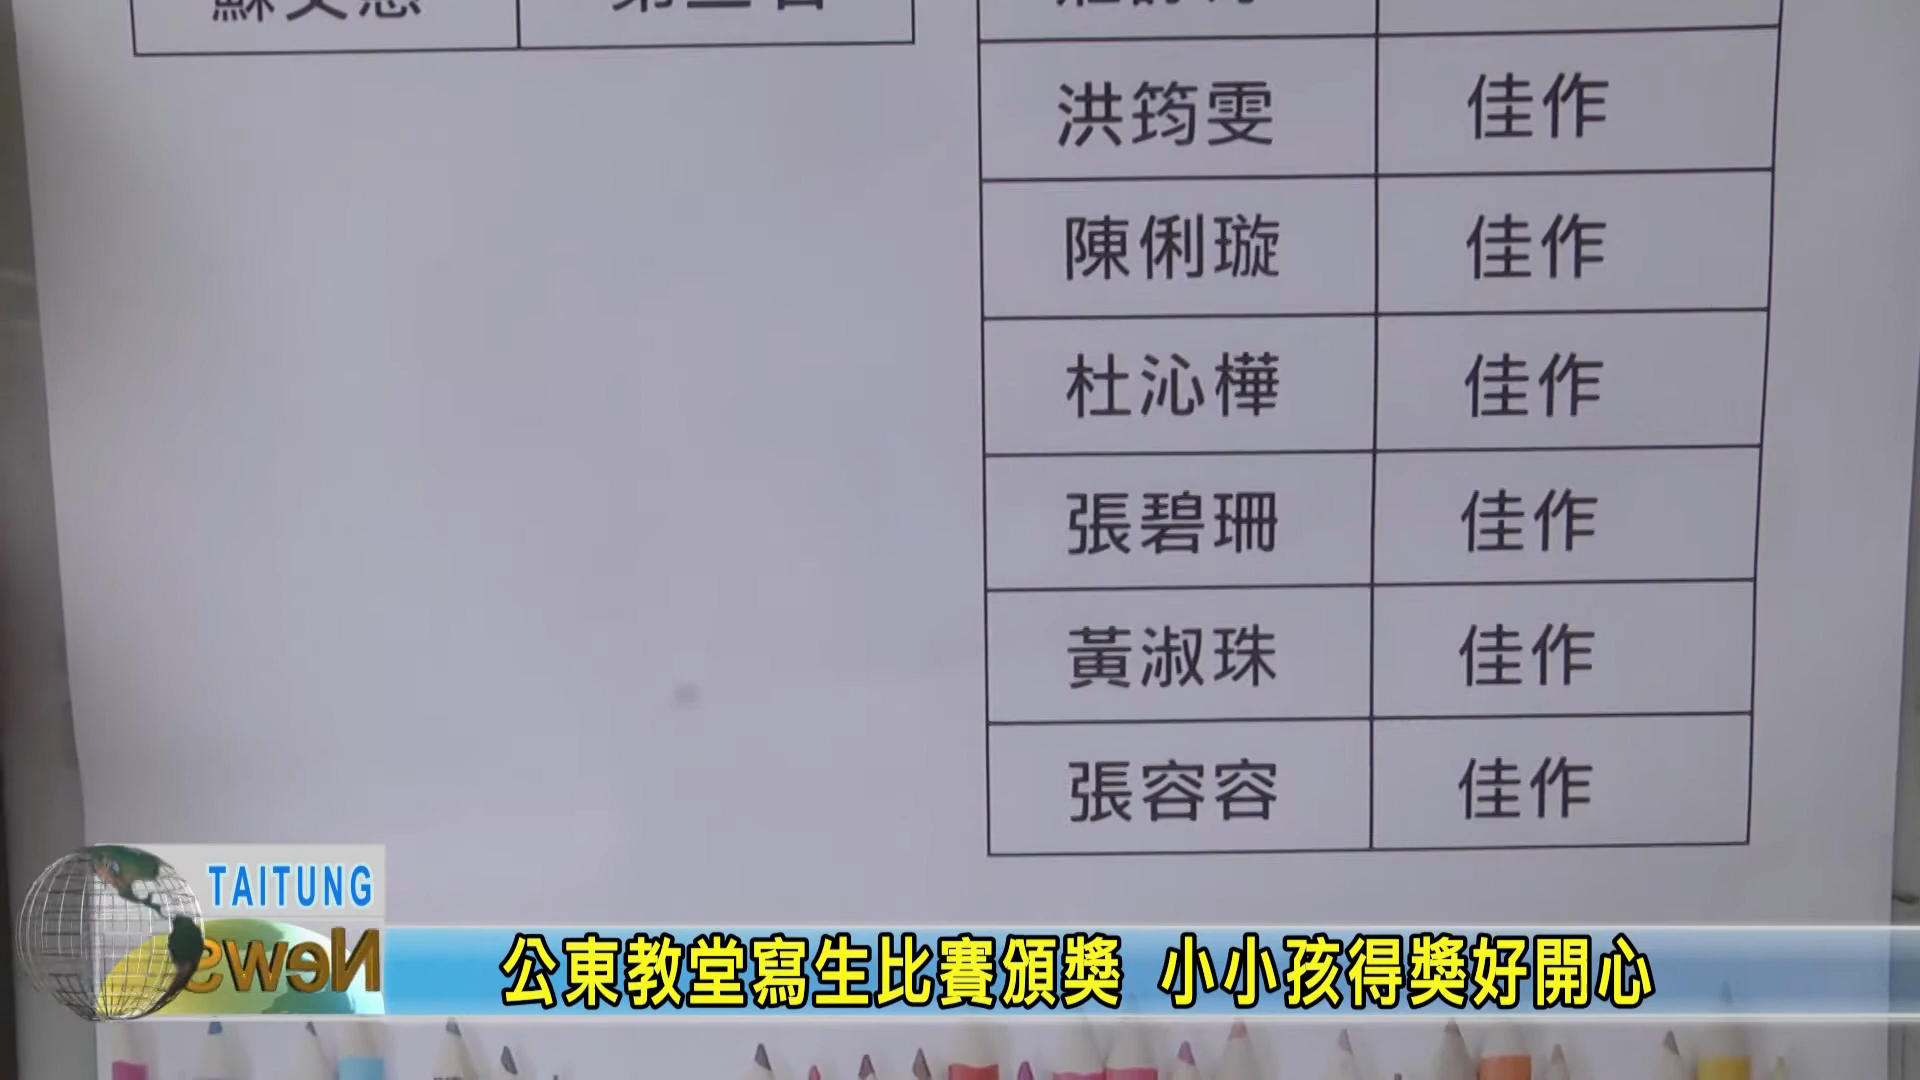 洪筠雯 佳作
陳俐璇 佳作
杜沁樺 佳作
張碧珊 佳作
黃淑珠 佳作
張容容 佳作
TAITUNG
News
公東教堂寫生比賽頒獎 小小孩得獎好開心